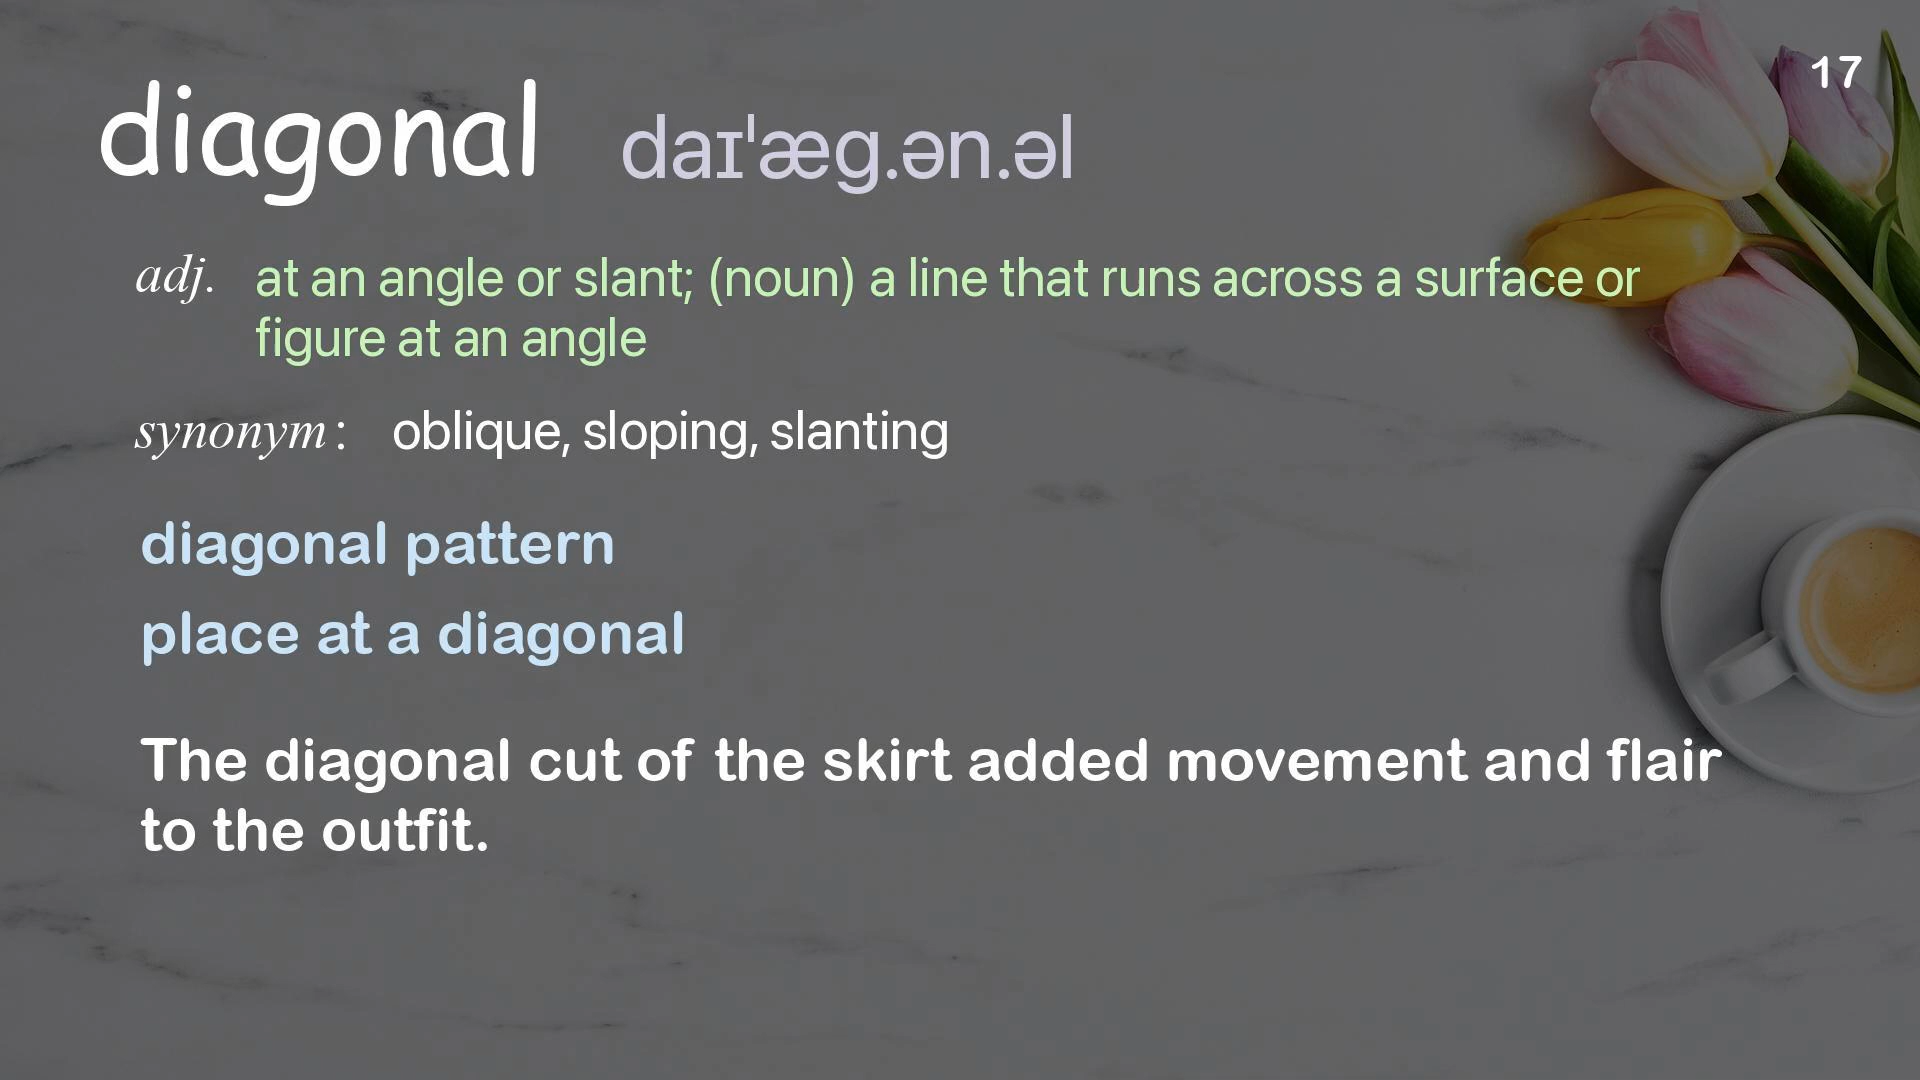 17
diagonal daɪˈæg.ən.əl
adj. at an angle or slant; (noun) a line that runs across a surface or
figure at an angle
synonym: oblique, sloping, slanting
diagonal pattern
place at a diagonal
The diagonal cut of the skirt added movement and flair
to the outfit.